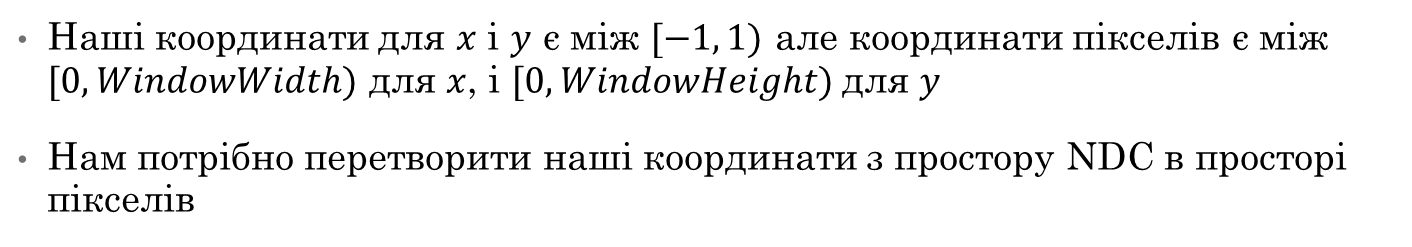 • Наші координати для x і y є між [−1, 1) але координати пікселів є між
[0, WindowWidth) для x, і [0, WindowHeight) для y
• Нам потрібно перетворити наші координати з простору NDC в просторі
пікселів